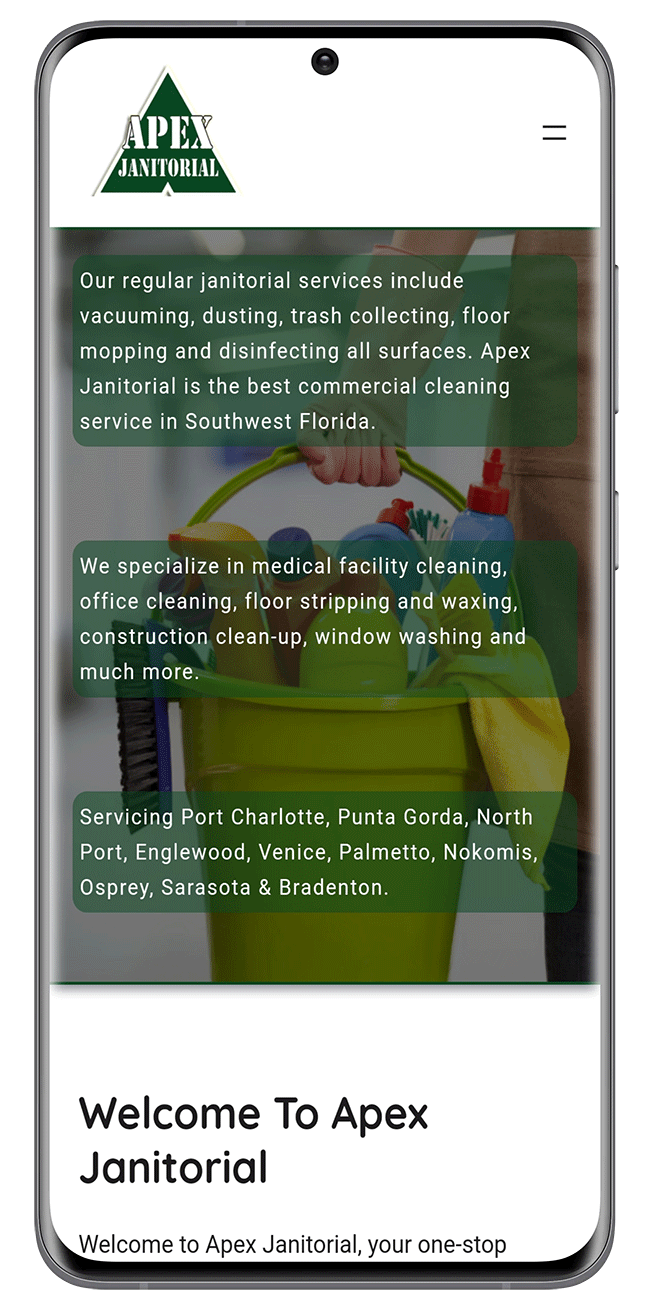 APEX
JANITORIAL
Our regular janitorial services include
vacuuming, dusting, trash collecting, floor
mopping and disinfecting all surfaces. Apex
Janitorial is the best commercial cleaning
service in Southwest Florida.
We specialize in medical facility cleaning,
office cleaning, floor stripping and waxing,
construction clean-up, window washing and
much more.
Servicing Port Charlotte, Punta Gorda, North
Port, Englewood, Venice, Palmetto, Nokomis,
Osprey, Sarasota & Bradenton.
Welcome To Apex
Janitorial
Welcome to Apex Janitorial, your one-stop